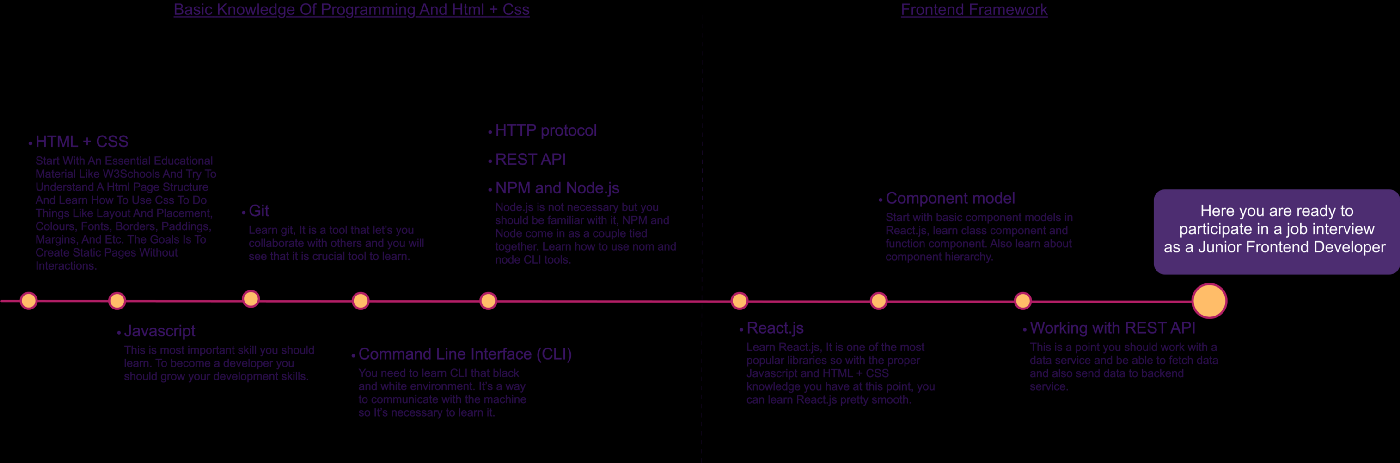 Basic Knowledge Of Programming And Html + Css
HTML + CSS
Start With An Essential Educational
Material Like W3Schools And Try To
Understand A Html Page Structure
And Learn How To Use Css To Do
Things Like Layout And Placement,
Colours, Fonts, Borders, Paddings,
Margins, And Etc. The Goals Is To
Create Static Pages Without
Interactions.
Javascript
This is most important skill you should
learn. To become a developer you
should grow your development skills.
Git
Learn git, It is a tool that let's you
collaborate with others and you will
see that it is crucial tool to learn.
Command Line Interface (CLI)
You need to learn CLI that black
and white environment. It's a way
to communicate with the machine
so It's necessary to learn it.
HTTP protocol
REST API
NPM and Node.js
Node.js is not necessary but you
should be familiar with it, NPM and
Node come in as a couple tied
together. Learn how to use nom and
node CLI tools.
Frontend Framework
React.js
Learn React.js, It is one of the most
popular libraries so with the proper
Javascript and HTML + CSS
knowledge you have at this point, you
can learn React.js pretty smooth.
Component model
Start with basic component models in
React.js, learn class component and
function component. Also learn about
component hierarchy.
Working with REST API
This is a point you should work with a
data service and be able to fetch data
and also send data to backend
service.
Here you are ready to
participate in a job interview
as a Junior Frontend Developer